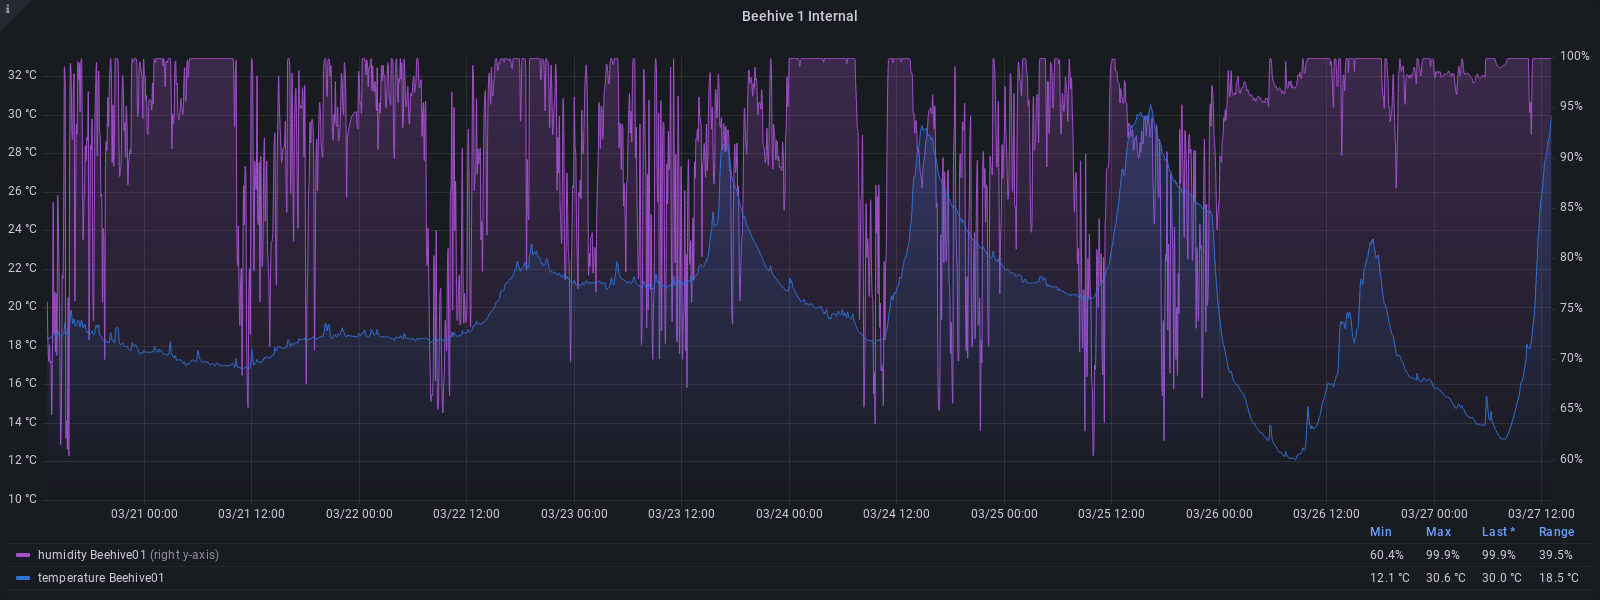 i
Beehive 1 Internal
100%
32 °C
95%
30 °C
28 °C
90%
26 °C
85%
24 °C
80%
22 °C
20 °C
75%
18 °C
70%
16 °C
65%
14 °C
12 °C
60%
10 °C
03/21 00:00 03/21 12:00 03/22 00:00 03/22 12:00 03/23 00:00 03/23 12:00 03/24 00:00 03/24 12:00 03/25 00:00 03/25 12:00 03/26 00:00 03/26 12:00 03/27 00:00 03/27 12:00
Min Max Last * Range
humidity Beehive01 (right y-axis) 60.4% 99.9% 99.9% 39.5%
temperature Beehive01 12.1 °C 30.6 °C 30.0 °C 18.5 °C